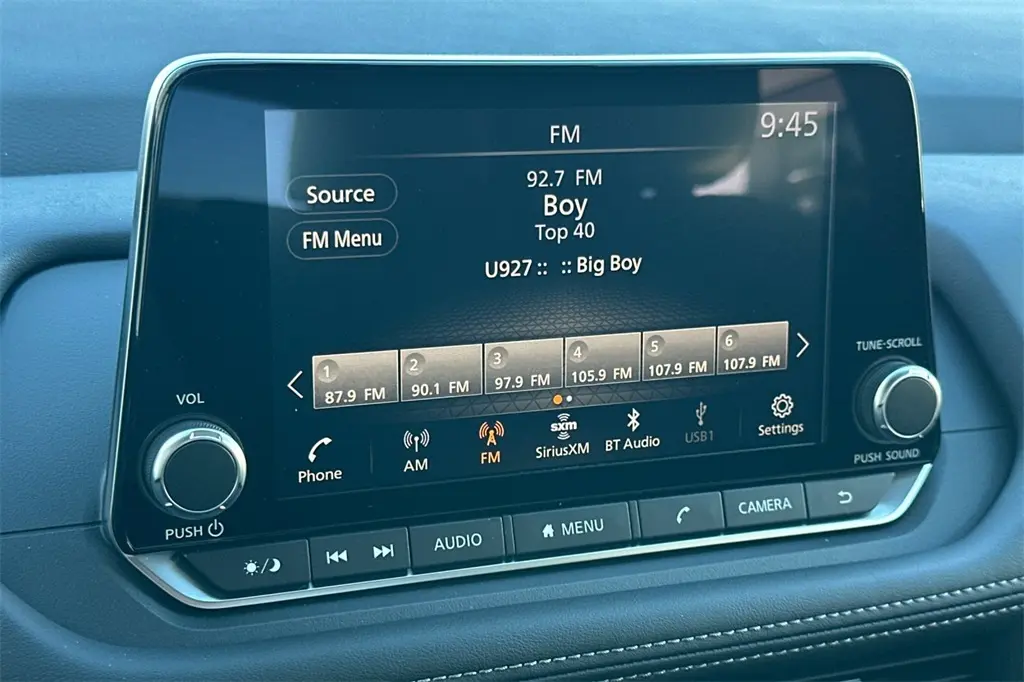 FM
9:45
Source
FM Menu
92.7 FM
Boy
Top 40
U927 :: :: Big Boy
1
87.9 FM
2
90.1 FM
3
97.9 FM
4
105.9 FM
5
107.9 FM
6
107.9 FM
Phone
AM
FM
sxm
SiriusXM
BT Audio
USB1
Settings
VOL
PUSH
TUNE·SCROLL
PUSH SOUND
AUDIO
MENU
CAMERA